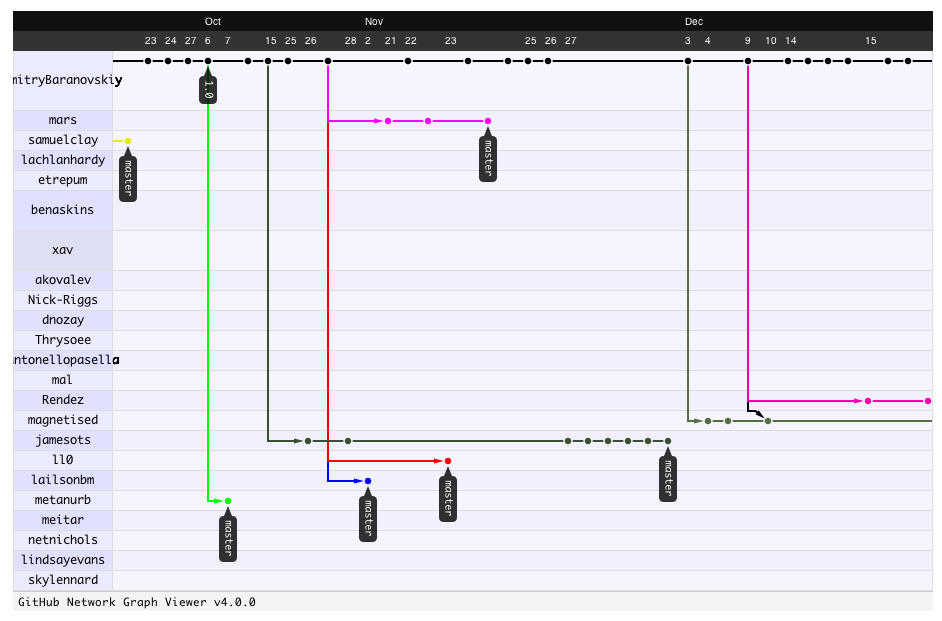 Oct Nov Dec
23 24 27 6 7 15 25 26 28 2 21 22 23 25 26 27 3 4 9 10 14 15
mitryBaranovskiy
1.0
mars
samuelclay
master
lachlanhardy
master
etrepum
benaskins
xav
akovalev
Nick-Riggs
dnozay
Thrysoee
ntonellopasella
mal
Rendez
magnetised
jamesots
master
ll0
master
lailsonbm
master
metanurb
master
meitar
netnichols
lindsayevans
skylennard
GitHub Network Graph Viewer v4.0.0